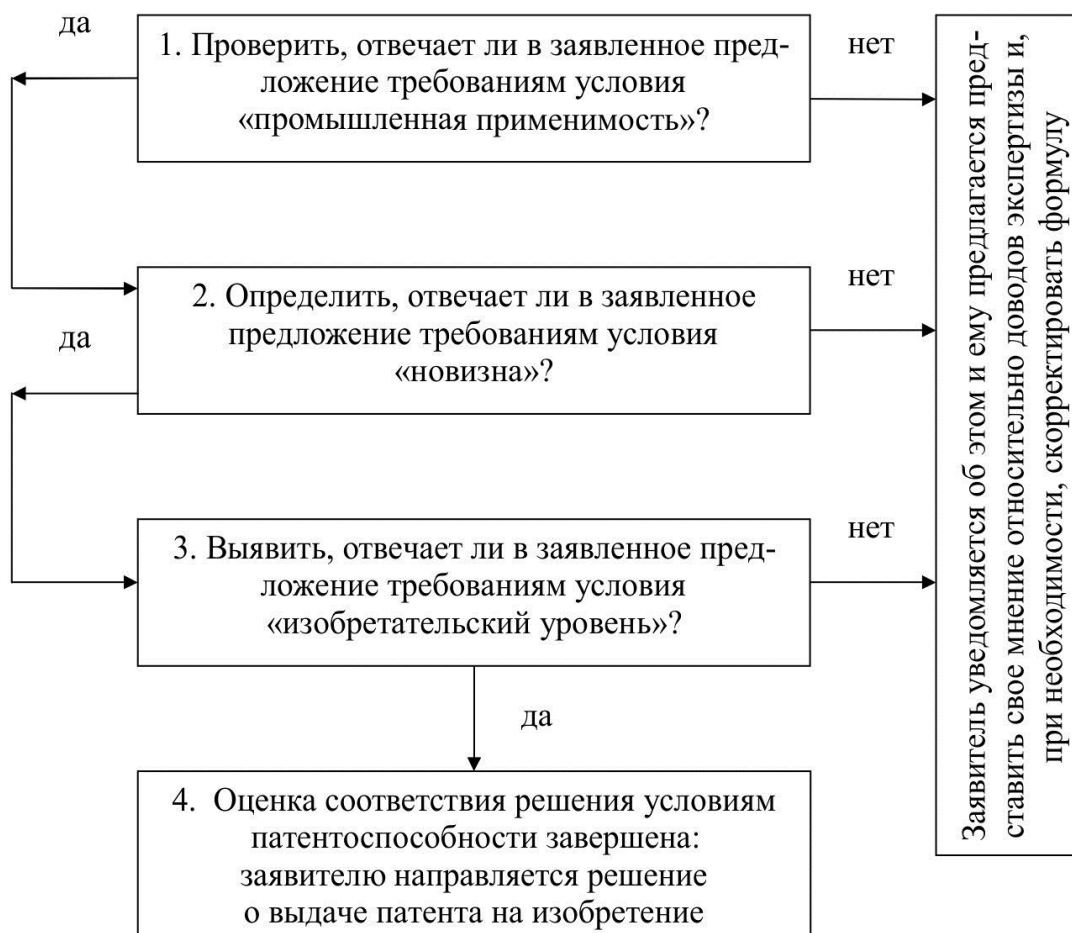 да
1. Проверить, отвечает ли в заявленное пред-
ложение требованиям условия
«промышленная применимость»?
нет
2. Определить, отвечает ли в заявленное
предложение требованиям условия
«новизна»?
нет
да
3. Выявить, отвечает ли в заявленное пред-
ложение требованиям условия
«изобретательский уровень»?
нет
да
4. Оценка соответствия решения условиям
патентоспособности завершена:
заявителю направляется решение
о выдаче патента на изобретение
Заявитель уведомляется об этом и ему предлагается пред-
ставить свое мнение относительно доводов экспертизы и,
при необходимости, скорректировать формулу